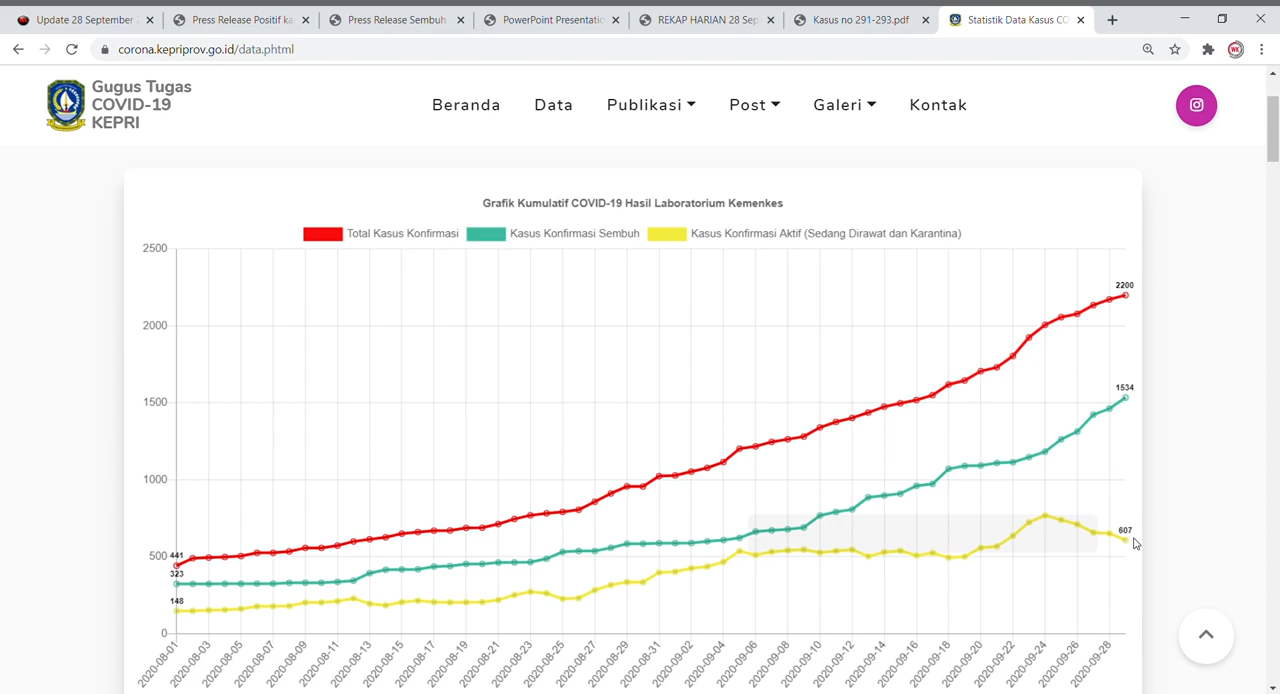 Update 28 September
Press Release Positif ka
Press Release Sembuh
PowerPoint Presentatio
REKAP HARIAN 28 Sep
Kasus no 291-293.pdf
Statistik Data Kasus CO
corona.kepriprov.go.id/data.phtml
WK
Gugus Tugas
COVID-19
KEPRI
Beranda
Data
Publikasi
Post
Galeri
Kontak
Grafik Kumulatif COVID-19 Hasil Laboratorium Kemenkes
Total Kasus Konfirmasi
Kasus Konfirmasi Sembuh
Kasus Konfirmasi Aktif (Sedang Dirawat dan Karantina)
2500
2000
1500
1000
500
0
2200
1534
607
441
323
148
2020-08-01
2020-08-03
2020-08-05
2020-08-07
2020-08-09
2020-08-11
2020-08-13
2020-08-15
2020-08-17
2020-08-19
2020-08-21
2020-08-23
2020-08-25
2020-08-27
2020-08-29
2020-08-31
2020-09-02
2020-09-04
2020-09-06
2020-09-08
2020-09-10
2020-09-12
2020-09-14
2020-09-16
2020-09-18
2020-09-20
2020-09-22
2020-09-24
2020-09-26
2020-09-28